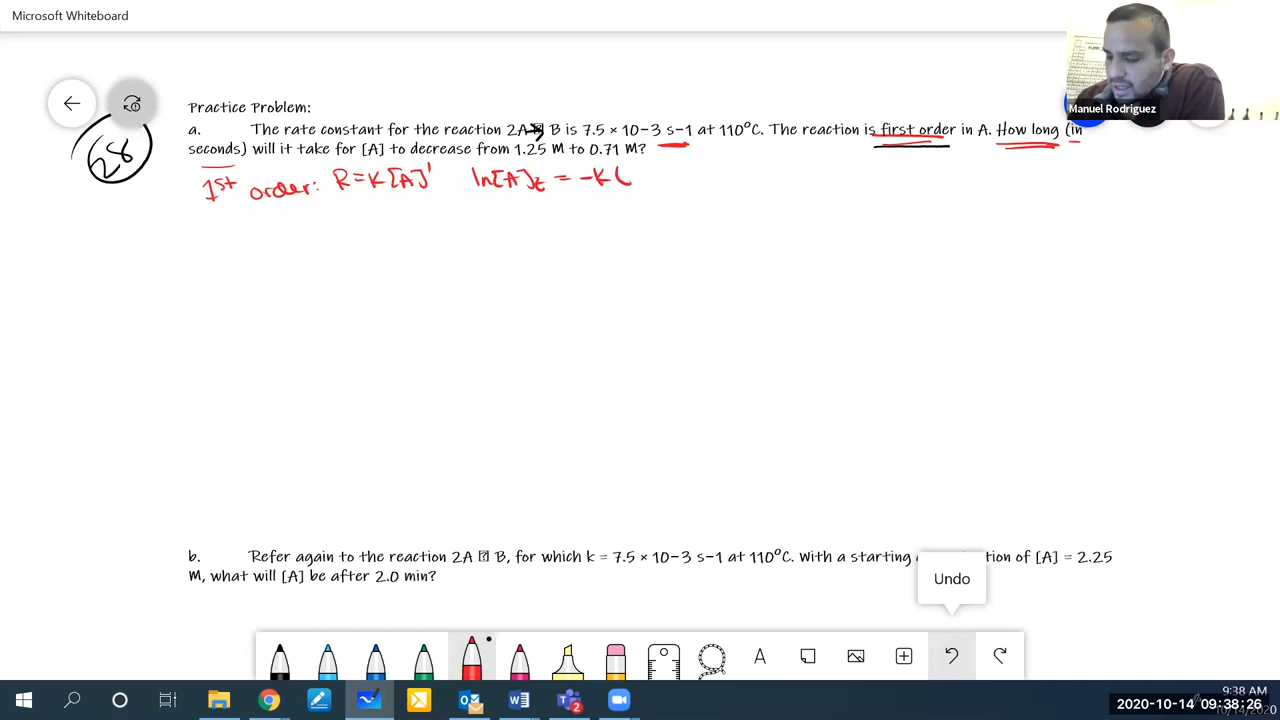 Microsoft Whiteboard
Manuel Rodriguez
28
Practice Problem:
a. The rate constant for the reaction 2A → B is 7.5 × 10−3 s−1 at 110°C. The reaction is first order in A. How long (in
seconds) will it take for [A] to decrease from 1.25 M to 0.71 M?
1st order: R=K[A]¹ ln[A]t = -K(
b. Refer again to the reaction 2A B, for which k = 7.5 × 10−3 s−1 at 110°C. With a starting of [A] = 2.25
M, what will [A] be after 2.0 min?
Undo
A
2
9:38 AM
2020-10-14 09:38:26